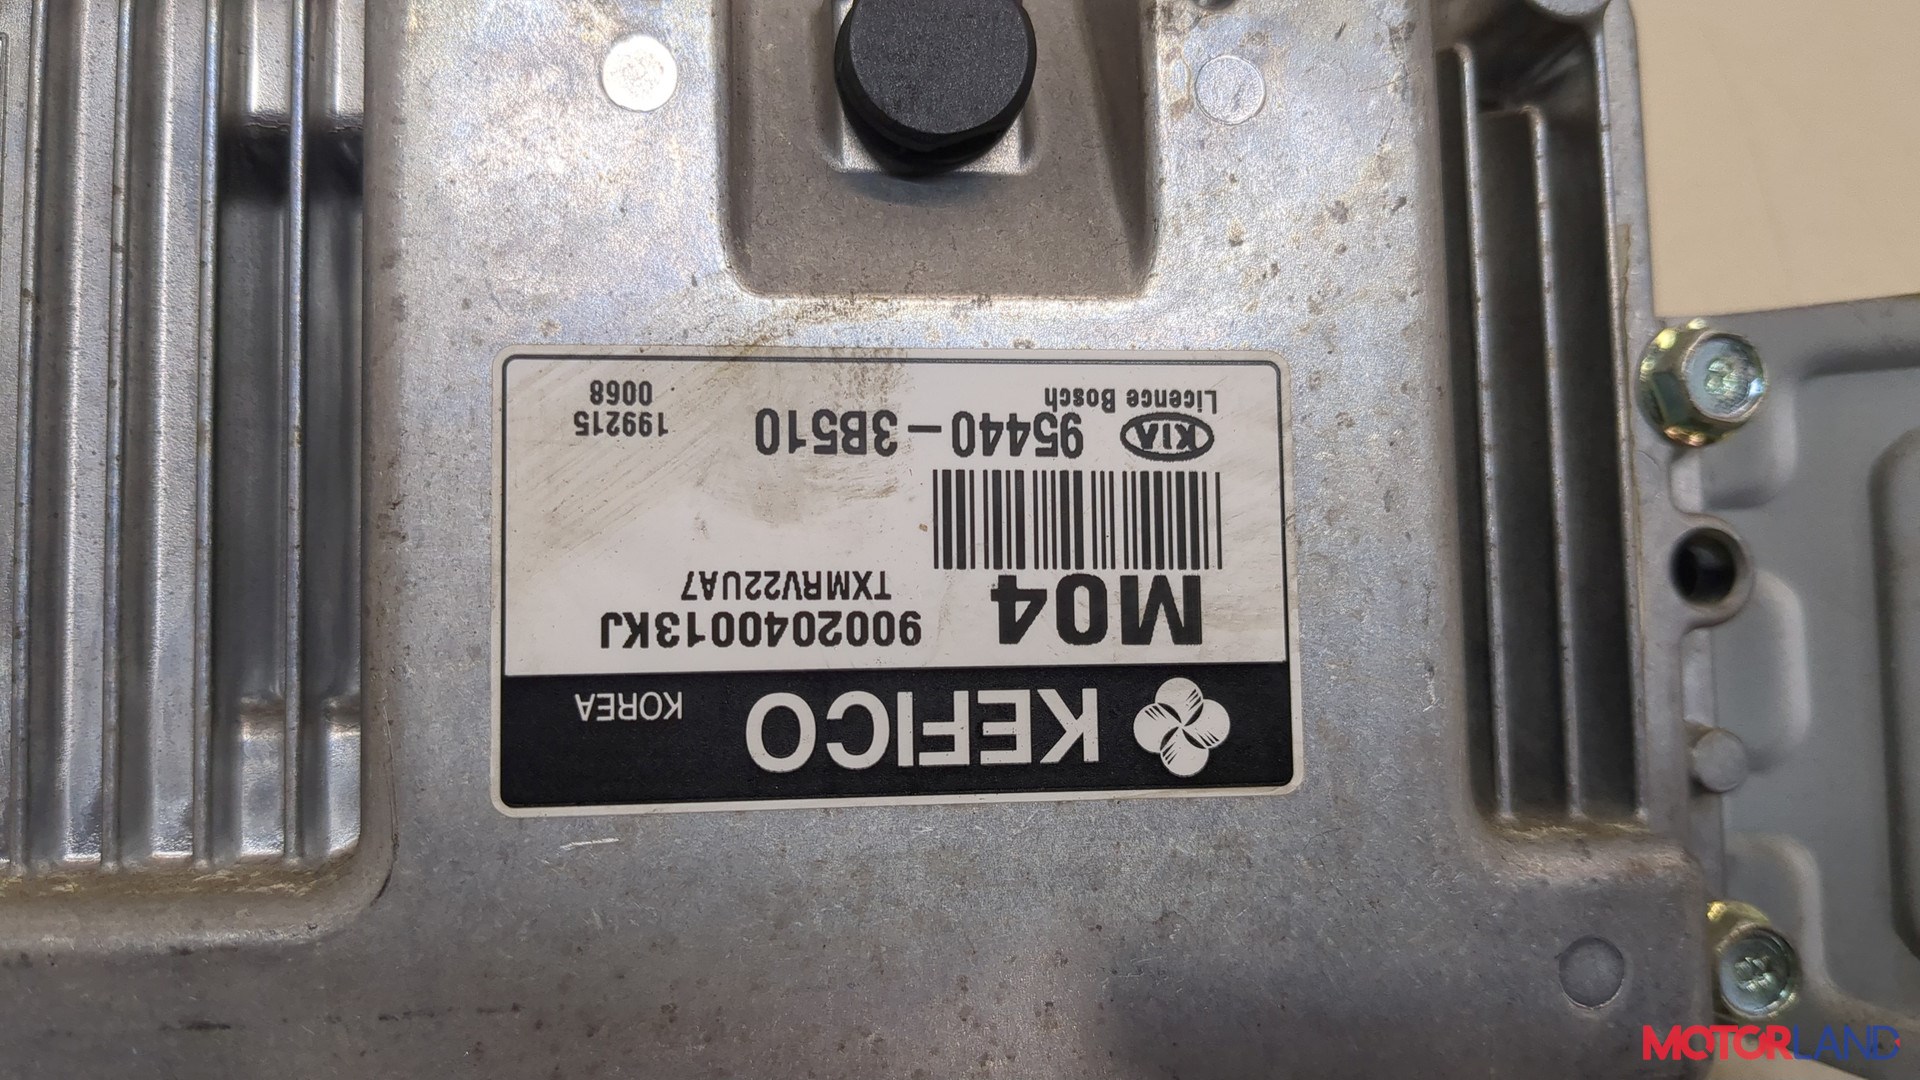 KEFICO KOREA
M04 9002040013KJ
TXMRV22UA7
KIA 95440-3B510 199215
Licence Bosch 0068
MOTORLAND